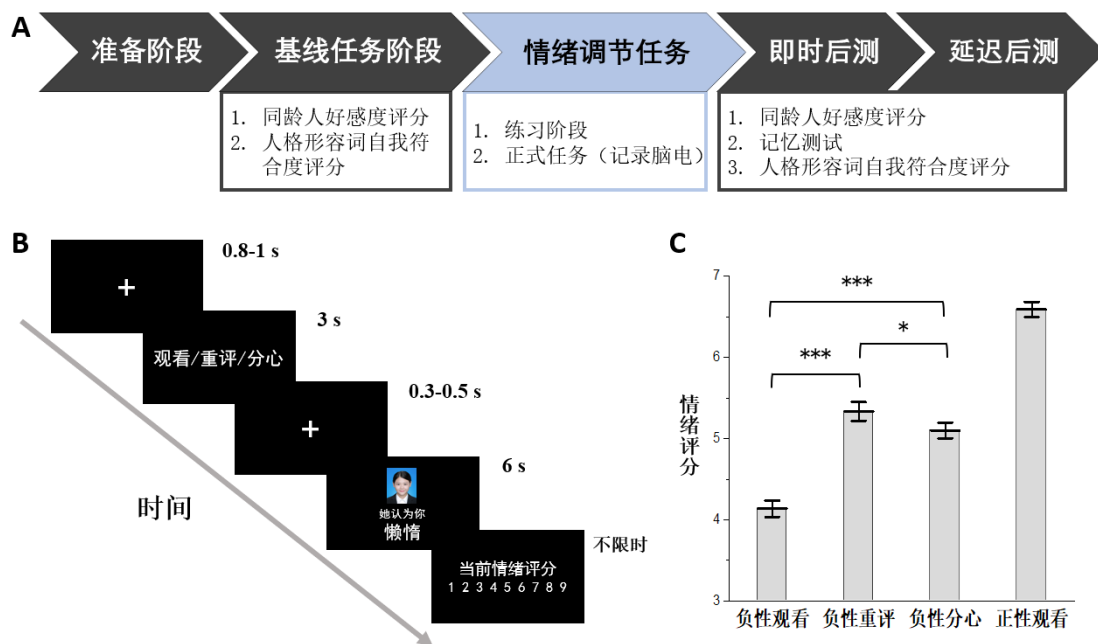 A
准备阶段
基线任务阶段
情绪调节任务
即时后测
延迟后测
1. 同龄人好感度评分
2. 人格形容词自我符
合度评分
1. 练习阶段
2. 正式任务（记录脑电）
1. 同龄人好感度评分
2. 记忆测试
3. 人格形容词自我符合度评分
B
+
0.8-1 s
观看/重评/分心
3 s
+
0.3-0.5 s
她认为你
懒惰
6 s
当前情绪评分
1 2 3 4 5 6 7 8 9
不限时
时间
C
情绪评分
7
6
5
4
3
***
***
*
负性观看
负性重评
负性分心
正性观看